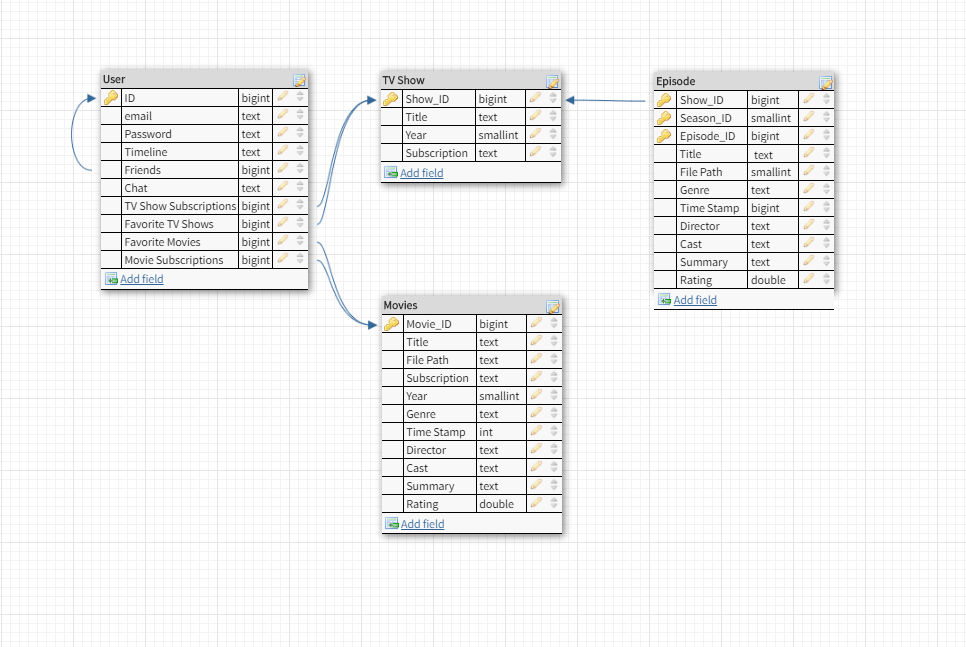 User
ID bigint
email text
Password text
Timeline text
Friends bigint
Chat text
TV Show Subscriptions bigint
Favorite TV Shows bigint
Favorite Movies bigint
Movie Subscriptions bigint
Add field
TV Show
Show_ID bigint
Title text
Year smallint
Subscription text
Add field
Episode
Show_ID bigint
Season_ID smallint
Episode_ID bigint
Title text
File Path smallint
Genre text
Time Stamp bigint
Director text
Cast text
Summary text
Rating double
Add field
Movies
Movie_ID bigint
Title text
File Path text
Subscription text
Year smallint
Genre text
Time Stamp int
Director text
Cast text
Summary text
Rating double
Add field